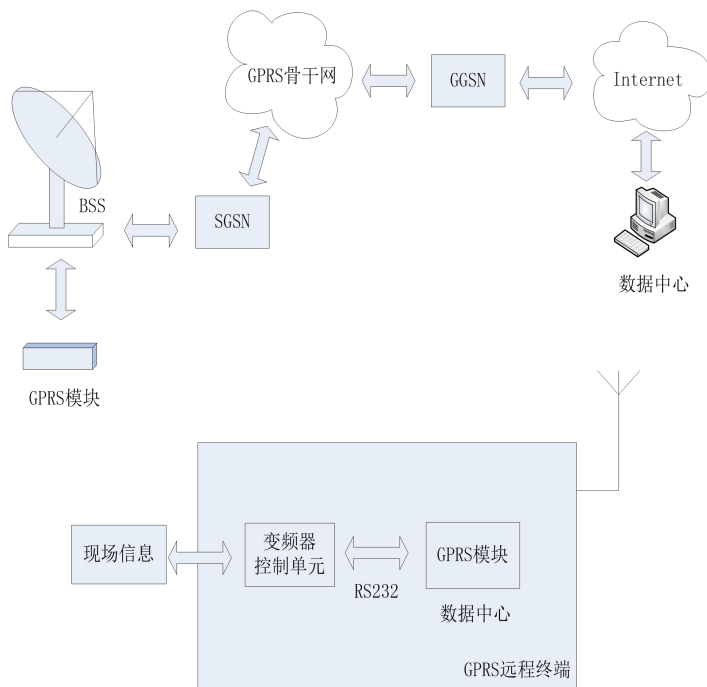 GPRS骨干网
GGSN
Internet
BSS
SGSN
数据中心
GPRS模块
现场信息
变频器
控制单元
RS232
GPRS模块
数据中心
GPRS远程终端